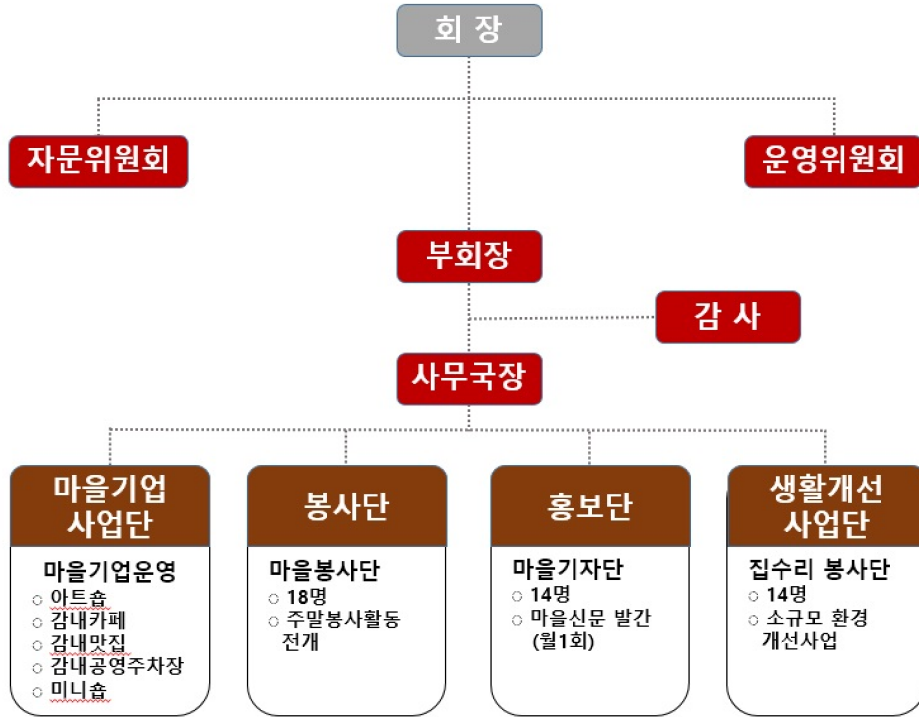 회 장
자문위원회
운영위원회
부회장
감 사
사무국장
마을기업
사업단
마을기업운영
◌ 아트숍
◌ 감내카페
◌ 감내맛집
◌ 감내공영주차장
◌ 미니숍
봉사단
마을봉사단
◌ 18명
◌ 주말봉사활동
전개
홍보단
마을기자단
◌ 14명
◌ 마을신문 발간
(월1회)
생활개선
사업단
집수리 봉사단
◌ 14명
◌ 소규모 환경
개선사업